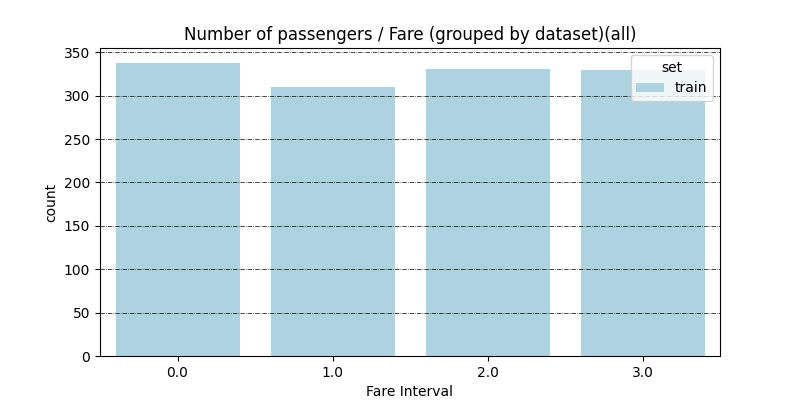 Number of passengers / Fare (grouped by dataset)(all)
set
train
350
300
250
200
150
100
50
0
count
0.0 1.0 2.0 3.0
Fare Interval